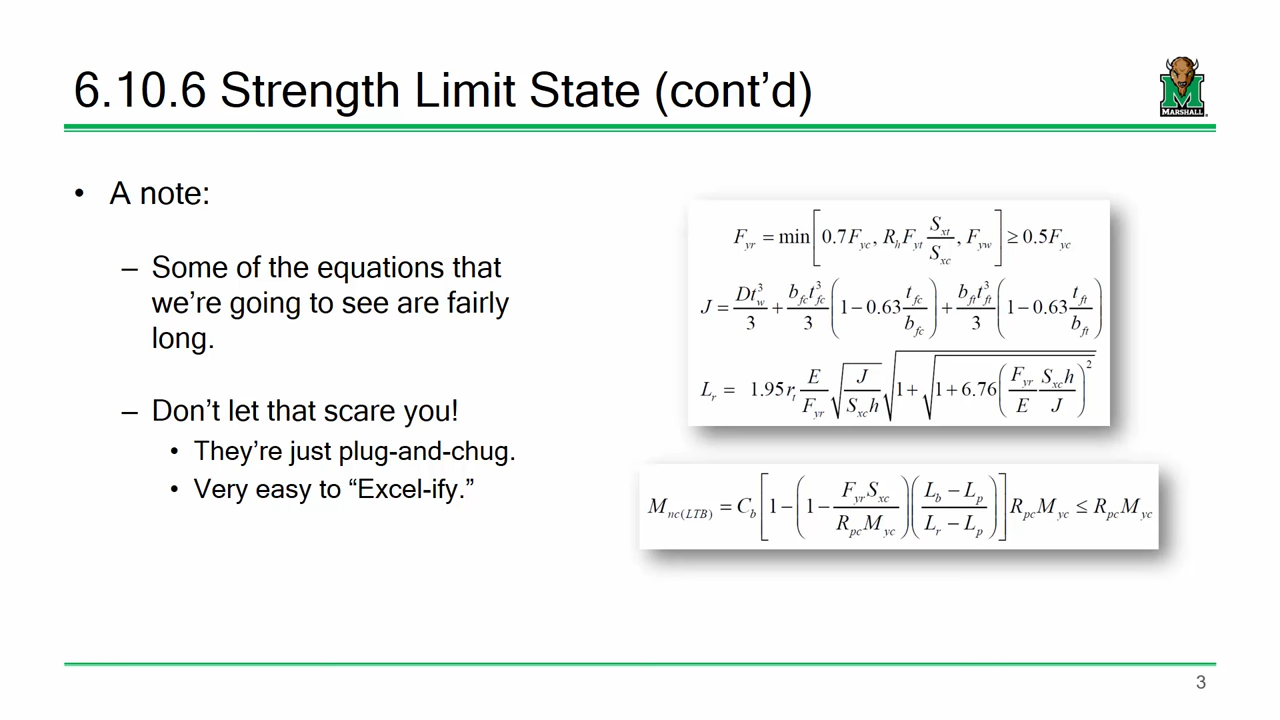 6.10.6 Strength Limit State (cont’d)
MARSHALL
• A note:
– Some of the equations that
we’re going to see are fairly
long.
– Don’t let that scare you!
• They’re just plug-and-chug.
• Very easy to “Excel-ify.”
F_yr = min[0.7F_yc, R_h F_yt S_xt/S_xc, F_yw] ≥ 0.5F_yc
J = Dt_w^3/3 + b_fc t_fc^3/3 (1 − 0.63 t_fc/b_fc) + b_ft t_ft^3/3 (1 − 0.63 t_ft/b_ft)
L_r = 1.95r_t E/F_yr √(J/(S_xc h)) √(1 + √(1 + 6.76(F_yr/E S_xc h/J)^2))
M_nc(LTB) = C_b[1 − (1 − F_yr S_xc/(R_pc M_yc))((L_b − L_p)/(L_r − L_p))]R_pc M_yc ≤ R_pc M_yc
3